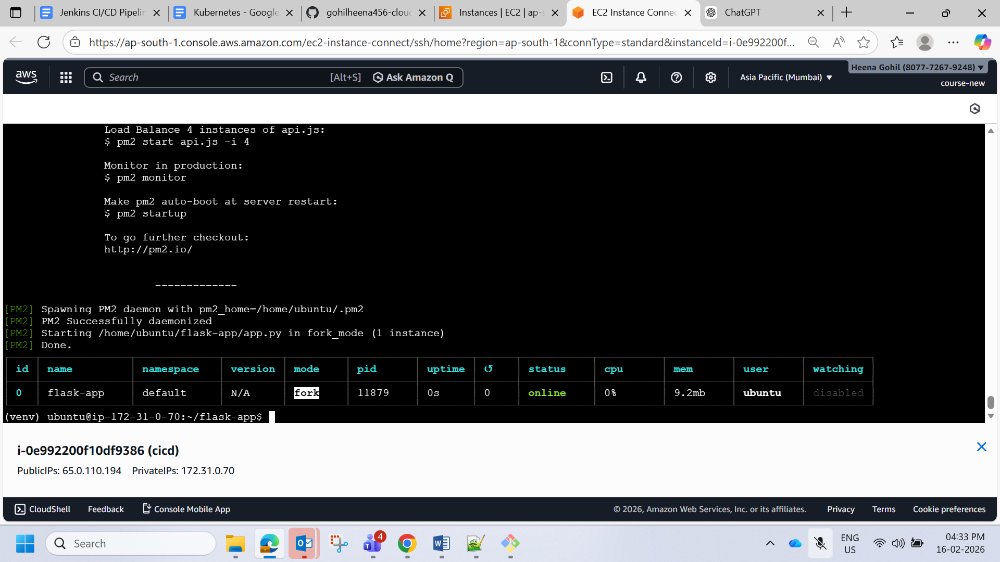 Jenkins CI/CD Pipelin
Kubernetes - Google
gohilheena456-cloud
Instances | EC2 | ap-s
EC2 Instance Connec
ChatGPT
https://ap-south-1.console.aws.amazon.com/ec2-instance-connect/ssh/home?region=ap-south-1&connType=standard&instanceId=i-0e992200f...
aws
Search
[Alt+S]
Ask Amazon Q
Asia Pacific (Mumbai)
Heena Gohil (8077-7267-9248)
course-new
Load Balance 4 instances of api.js:
$ pm2 start api.js -i 4
Monitor in production:
$ pm2 monitor
Make pm2 auto-boot at server restart:
$ pm2 startup
To go further checkout:
http://pm2.io/
-------------
[PM2] Spawning PM2 daemon with pm2_home=/home/ubuntu/.pm2
[PM2] PM2 Successfully daemonized
[PM2] Starting /home/ubuntu/flask-app/app.py in fork_mode (1 instance)
[PM2] Done.
id name namespace version mode pid uptime ↺ status cpu mem user watching
0 flask-app default N/A fork 11879 0s 0 online 0% 9.2mb ubuntu disabled
(venv) ubuntu@ip-172-31-0-70:~/flask-app$
i-0e992200f10df9386 (cicd)
PublicIPs: 65.0.110.194 PrivateIPs: 172.31.0.70
CloudShell Feedback Console Mobile App © 2026, Amazon Web Services, Inc. or its affiliates. Privacy Terms Cookie preferences
Search
4
ENG
US
04:33 PM
16-02-2026